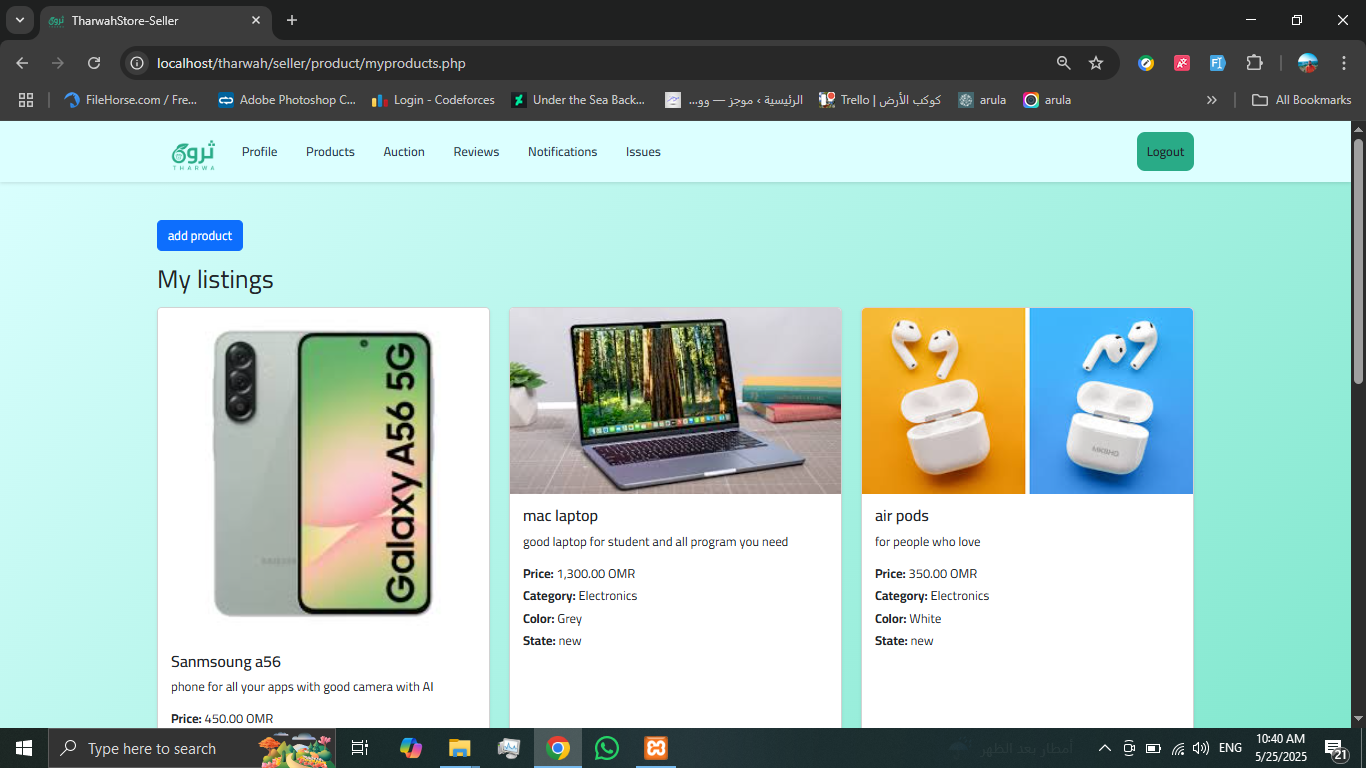 TharwahStore-Seller
localhost/tharwah/seller/product/myproducts.php
FileHorse.com / Fre...
Adobe Photoshop C...
Login - Codeforces
Under the Sea Back...
الرئيسية › موجز — وو...
Trello | كوكب الأرض
arula
arula
All Bookmarks
ثروة
THARWA
Profile
Products
Auction
Reviews
Notifications
Issues
Logout
add product
My listings
Galaxy A56 5G
Sanmsoung a56
phone for all your apps with good camera with AI
Price: 450.00 OMR
mac laptop
good laptop for student and all program you need
Price: 1,300.00 OMR
Category: Electronics
Color: Grey
State: new
MKBHD
air pods
for people who love
Price: 350.00 OMR
Category: Electronics
Color: White
State: new
Type here to search
أمطار بعد الظهر
ENG
10:40 AM
5/25/2025
21